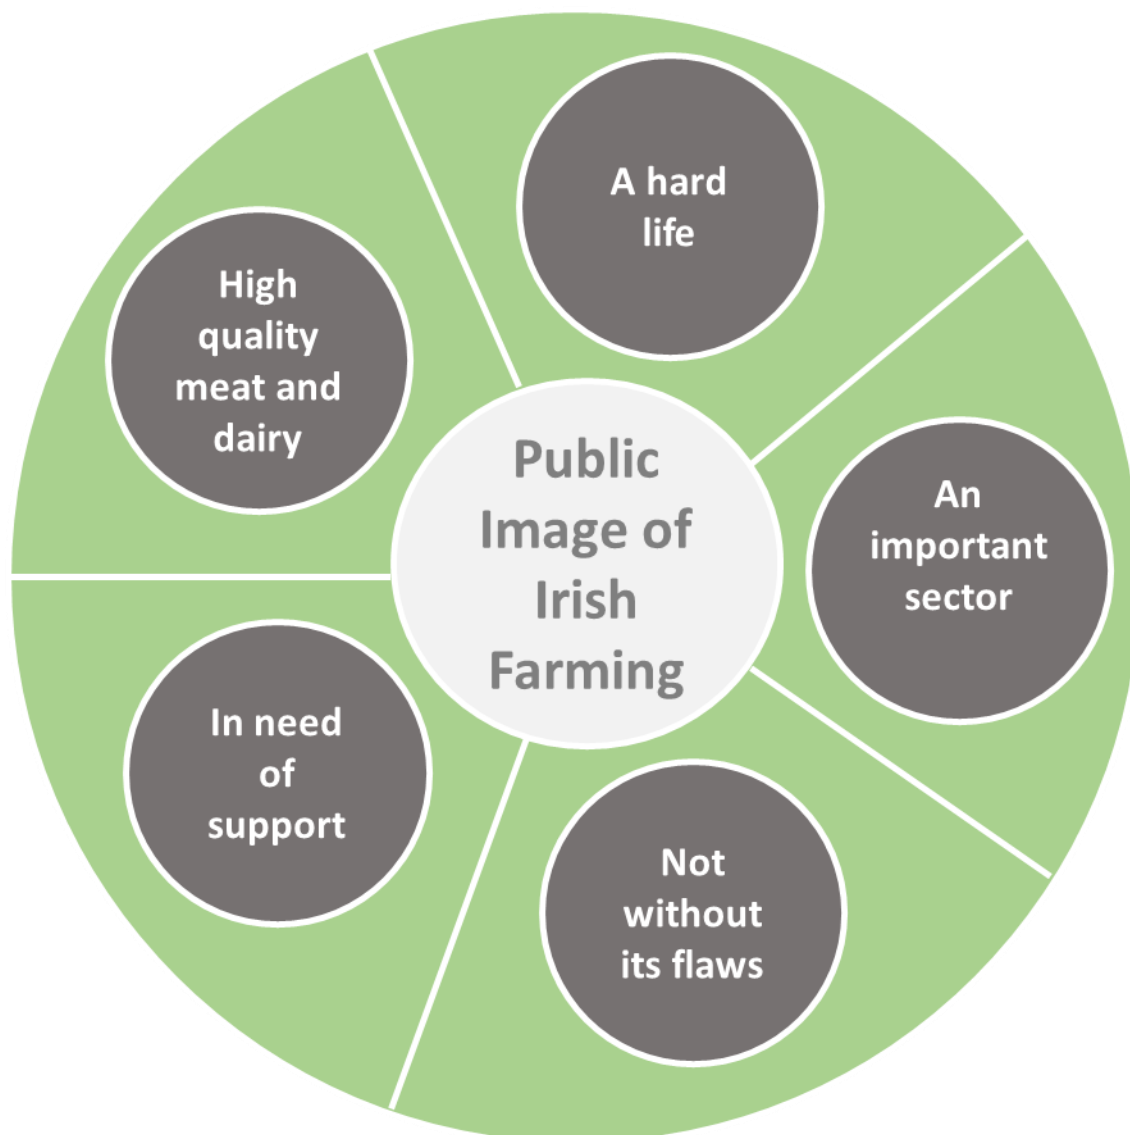 A hard
life
High
quality
meat and
dairy
Public
Image of
Irish
Farming
An
important
sector
In need
of
support
Not
without
its flaws